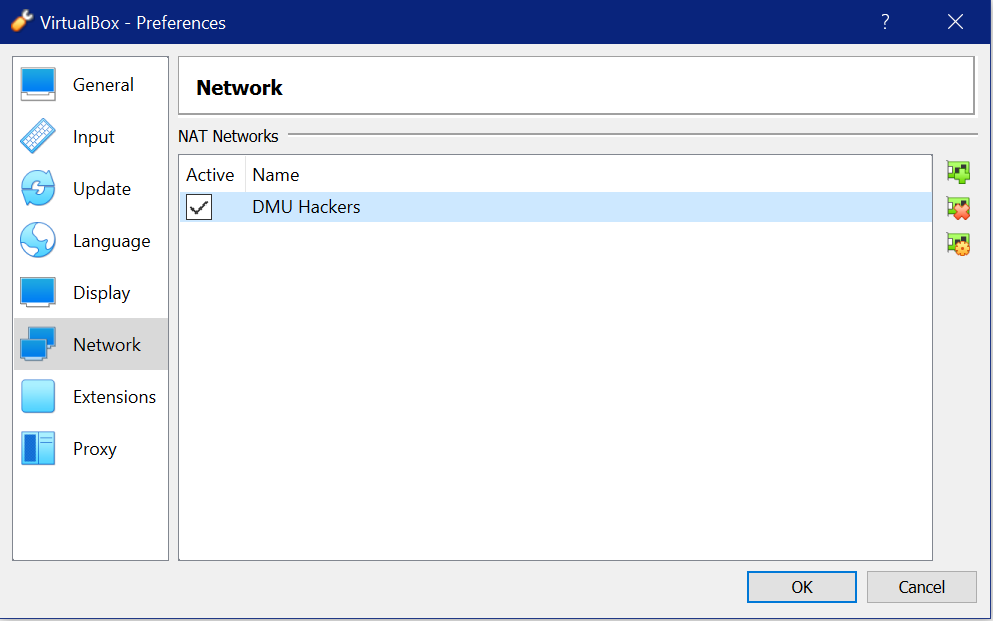 VirtualBox - Preferences ?
General
Input
Update
Language
Display
Network
Extensions
Proxy
Network
NAT Networks
Active Name
DMU Hackers
OK Cancel